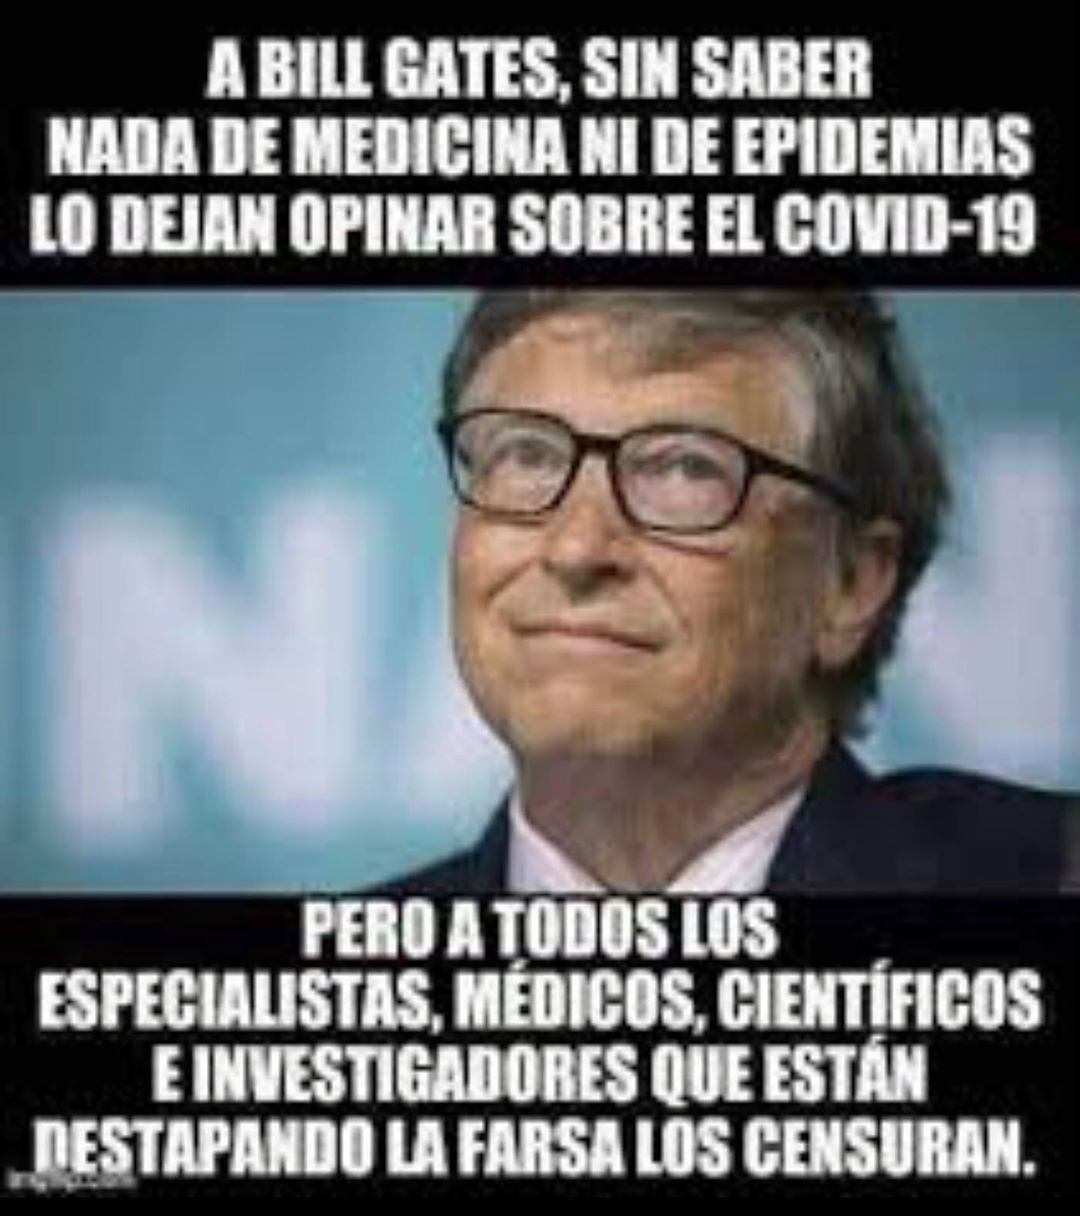 A BILL GATES, SIN SABER
NADA DE MEDICINA NI DE EPIDEMIAS
LO DEJAN OPINAR SOBRE EL COVID-19
NA
N
PERO A TODOS LOS
ESPECIALISTAS, MÉDICOS, CIENTÍFICOS
E INVESTIGADORES QUE ESTÁN
DESTAPANDO LA FARSA LOS CENSURAN.